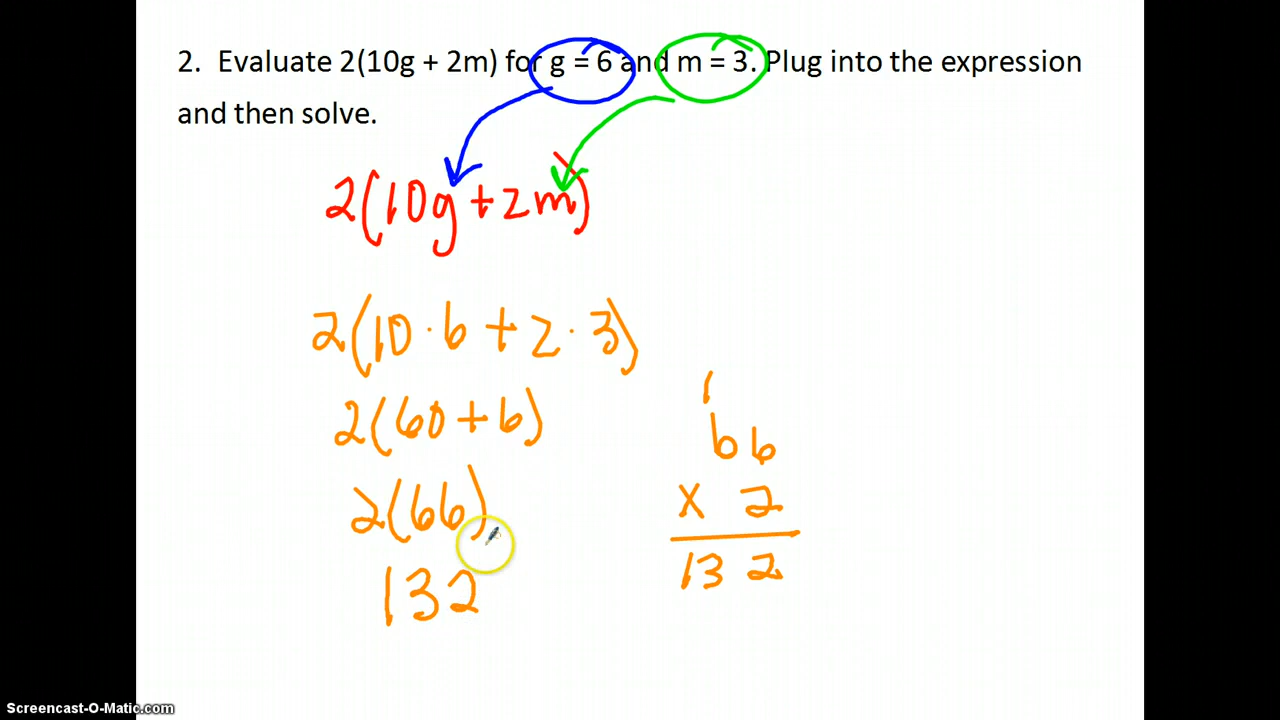 2. Evaluate 2(10g + 2m) for g = 6 and m = 3. Plug into the expression
and then solve.
2(10g+2m)
2(10·6+2·3)
2(60+6)
2(66)
132
1
66
x 2
132
Screencast-O-Matic.com